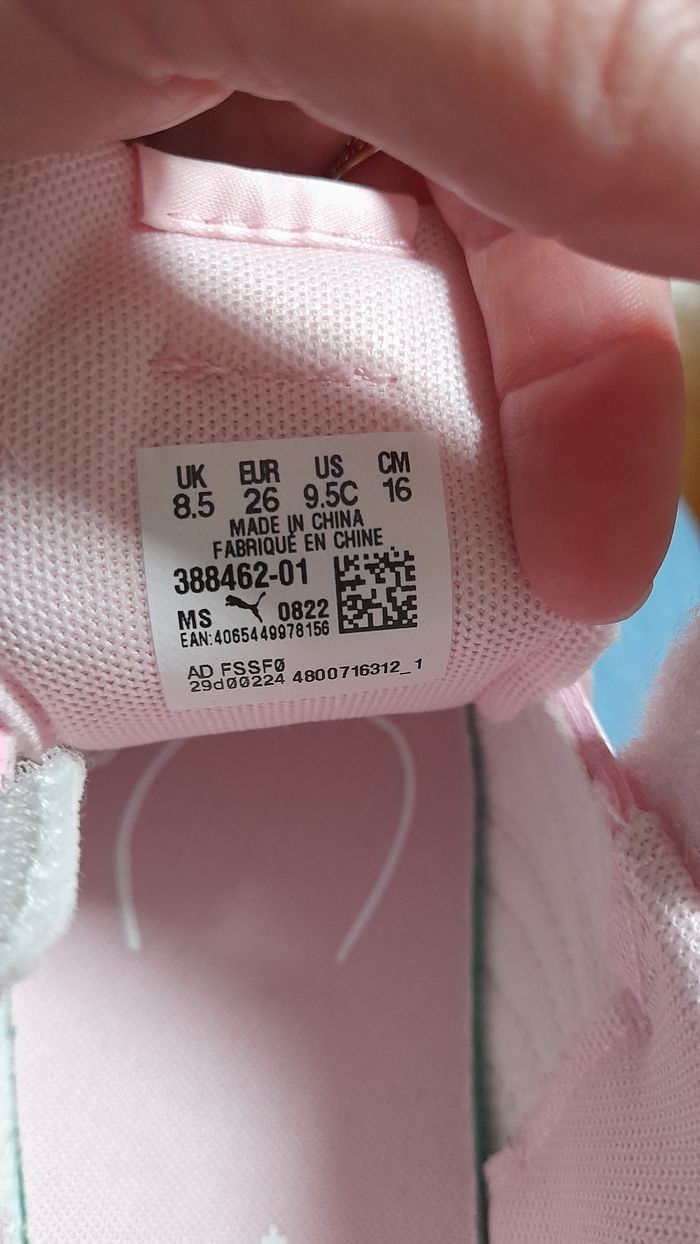 UK EUR US CM
8.5 26 9.5C 16
MADE IN CHINA
FABRIQUÉ EN CHINE
388462-01
MS 0822
EAN:4065449978156
AD FSSF0
29d00224 4800716312_1